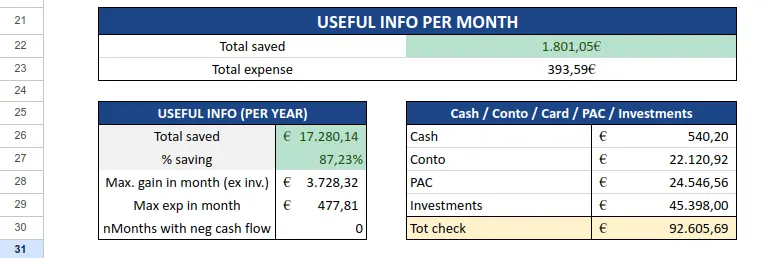 21 USEFUL INFO PER MONTH
22 Total saved 1.801,05€
23 Total expense 393,59€
24
25 USEFUL INFO (PER YEAR) Cash / Conto / Card / PAC / Investments
26 Total saved € 17.280,14 Cash € 540,20
27 % saving 87,23% Conto € 22.120,92
28 Max. gain in month (ex inv.) € 3.728,32 PAC € 24.546,56
29 Max exp in month € 477,81 Investments € 45.398,00
30 nMonths with neg cash flow 0 Tot check € 92.605,69
31